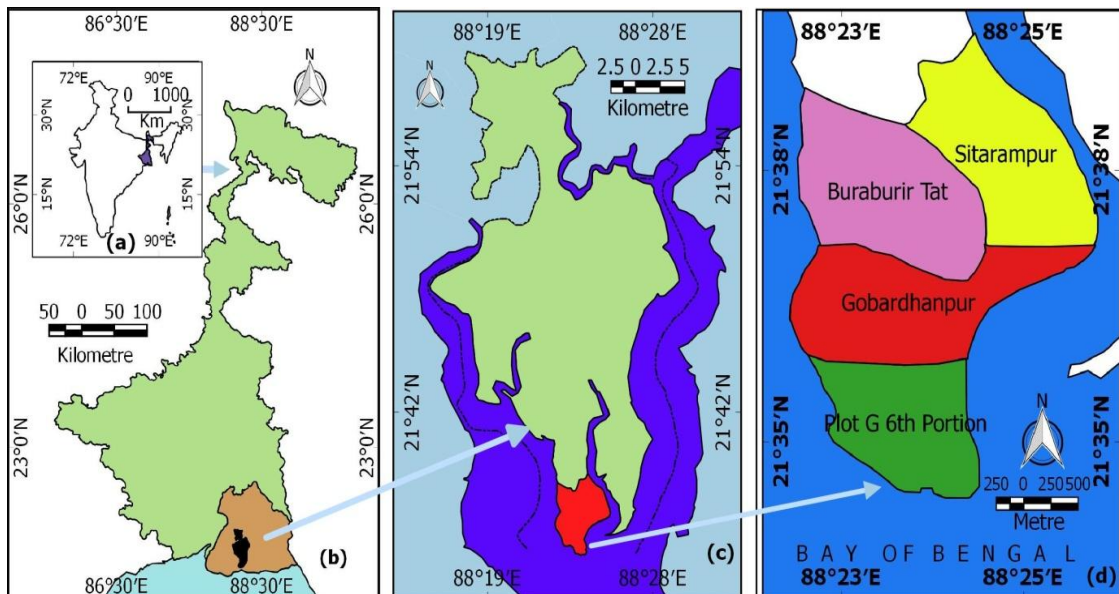 86°30′E 88°30′E
N
72°E 90°E
0 1000
Km
30°N 30°N
15°N 15°N
72°E 90°E
(a)
26°0′N 26°0′N
50 0 50 100
Kilometre
23°0′N 23°0′N
(b)
86°30′E 88°30′E
88°19′E 88°28′E
N
2.5 0 2.5 5
Kilometre
21°54′N 21°54′N
21°42′N 21°42′N
(c)
88°19′E 88°28′E
88°23′E 88°25′E
21°38′N 21°38′N
Sitarampur
Buraburir Tat
Gobardhanpur
Plot G 6th Portion
21°35′N 21°35′N
N
250 0 250500
Metre
BAY OF BENGAL
88°23′E 88°25′E
(d)